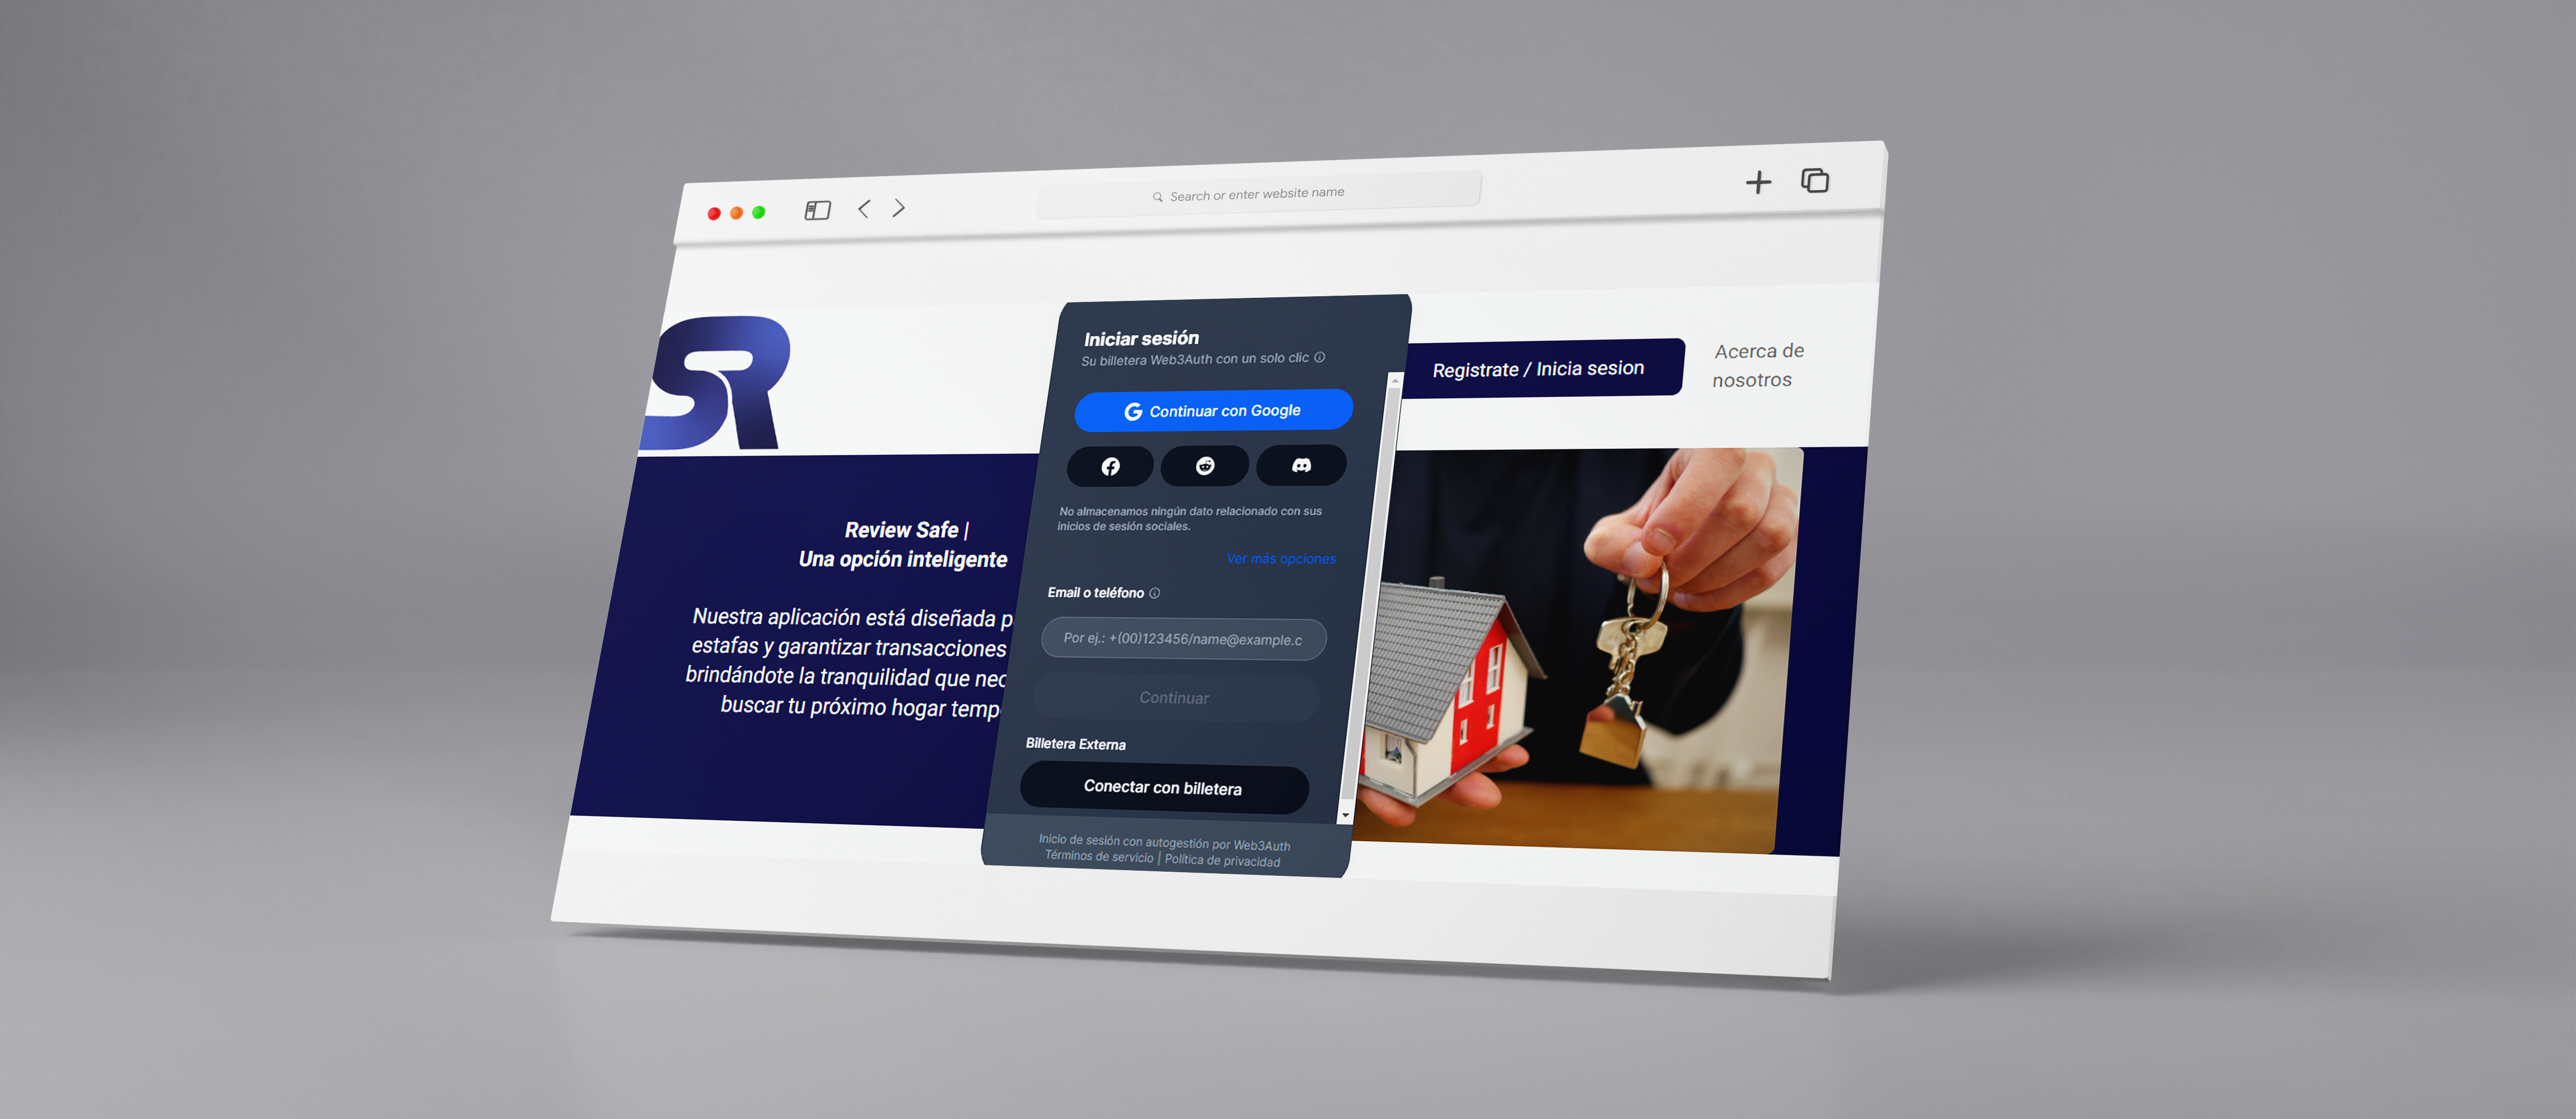 Search or enter website name
SR
Iniciar sesión
Su billetera Web3Auth con un solo clic
Registrate / Inicia sesion
Acerca de
nosotros
Continuar con Google
No almacenamos ningún dato relacionado con sus
inicios de sesión sociales.
Ver más opciones
Email o teléfono
Por ej.: +(00)123456/name@example.c
Continuar
Billetera Externa
Conectar con billetera
Inicio de sesión con autogestión por Web3Auth
Términos de servicio | Política de privacidad
Review Safe |
Una opción inteligente
Nuestra aplicación está diseñada p
estafas y garantizar transacciones
brindándote la tranquilidad que nec
buscar tu próximo hogar temp